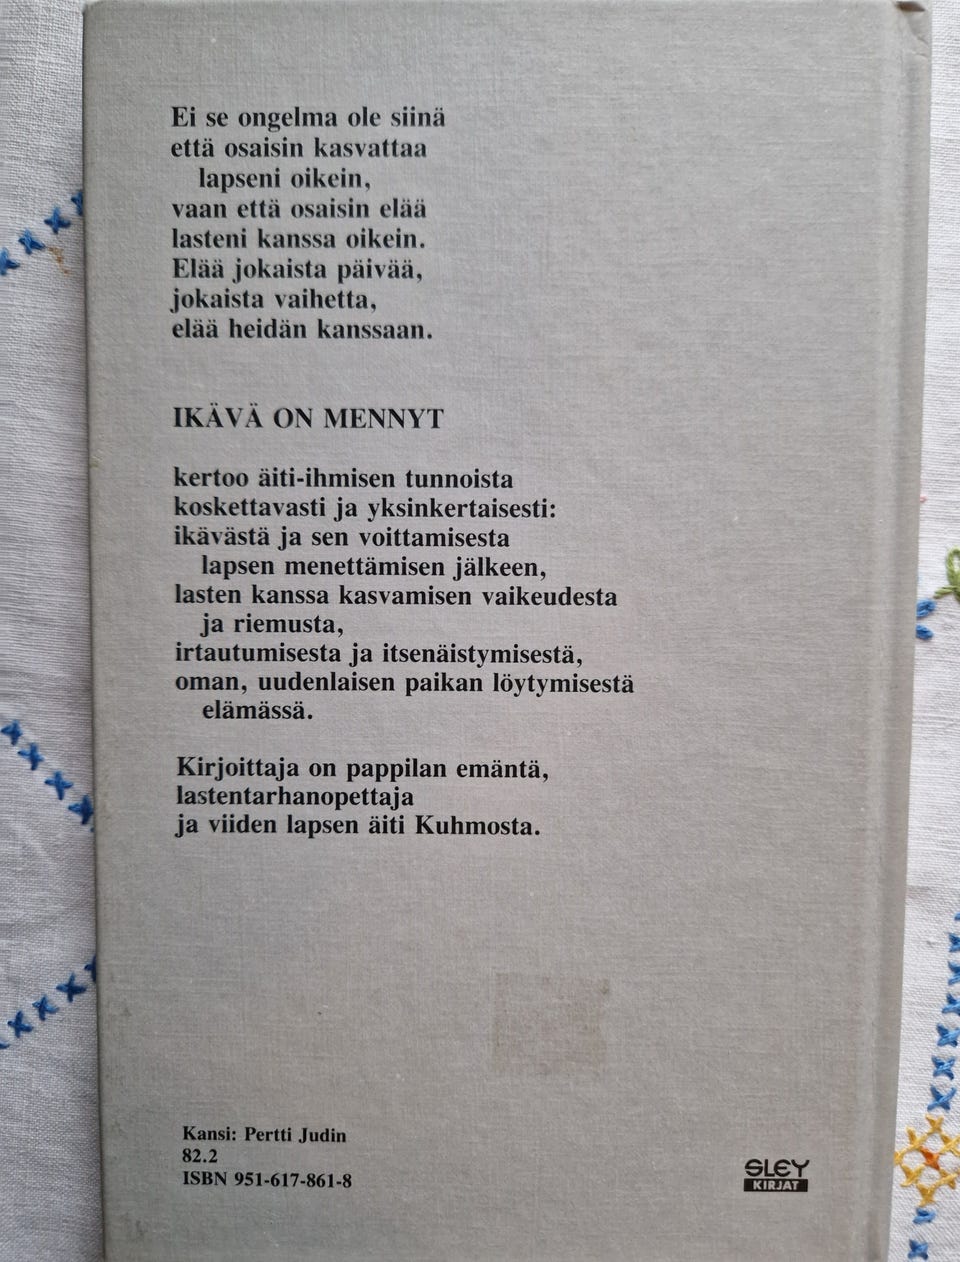 Ei se ongelma ole siinä
että osaisin kasvattaa
lapseni oikein,
vaan että osaisin elää
lasteni kanssa oikein.
Elää jokaista päivää,
jokaista vaihetta,
elää heidän kanssaan.
IKÄVÄ ON MENNYT
kertoo äiti-ihmisen tunnoista
koskettavasti ja yksinkertaisesti:
ikävästä ja sen voittamisesta
lapsen menettämisen jälkeen,
lasten kanssa kasvamisen vaikeudesta
ja riemusta,
irtautumisesta ja itsenäistymisestä,
oman, uudenlaisen paikan löytymisestä
elämässä.
Kirjoittaja on pappilan emäntä,
lastentarhanopettaja
ja viiden lapsen äiti Kuhmosta.
Kansi: Pertti Judin
82.2
ISBN 951-617-861-8
SLEY
KIRJAT